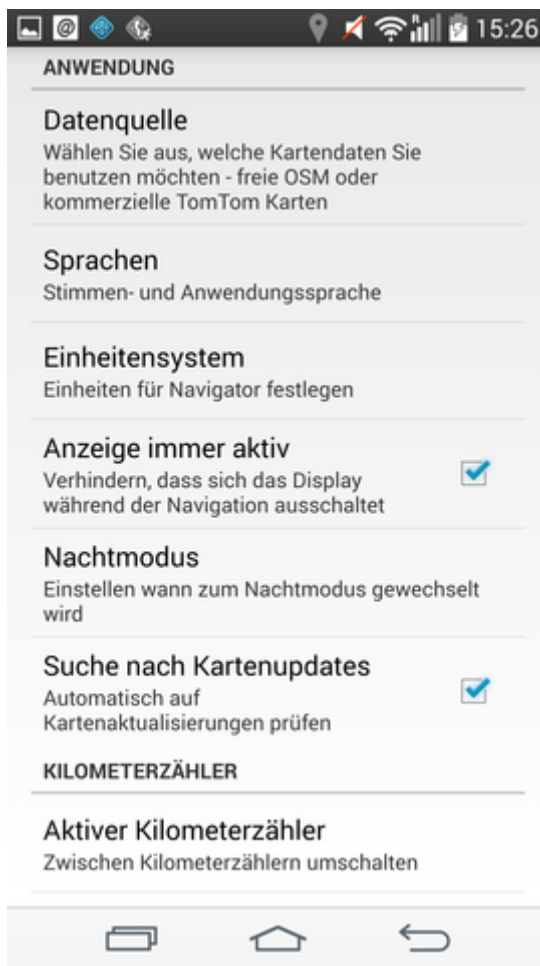 15:26
ANWENDUNG
Datenquelle
Wählen Sie aus, welche Kartendaten Sie
benutzen möchten - freie OSM oder
kommerzielle TomTom Karten
Sprachen
Stimmen- und Anwendungssprache
Einheitensystem
Einheiten für Navigator festlegen
Anzeige immer aktiv
Verhindern, dass sich das Display
während der Navigation ausschaltet
Nachtmodus
Einstellen wann zum Nachtmodus gewechselt
wird
Suche nach Kartenupdates
Automatisch auf
Kartenaktualisierungen prüfen
KILOMETERZÄHLER
Aktiver Kilometerzähler
Zwischen Kilometerzählern umschalten